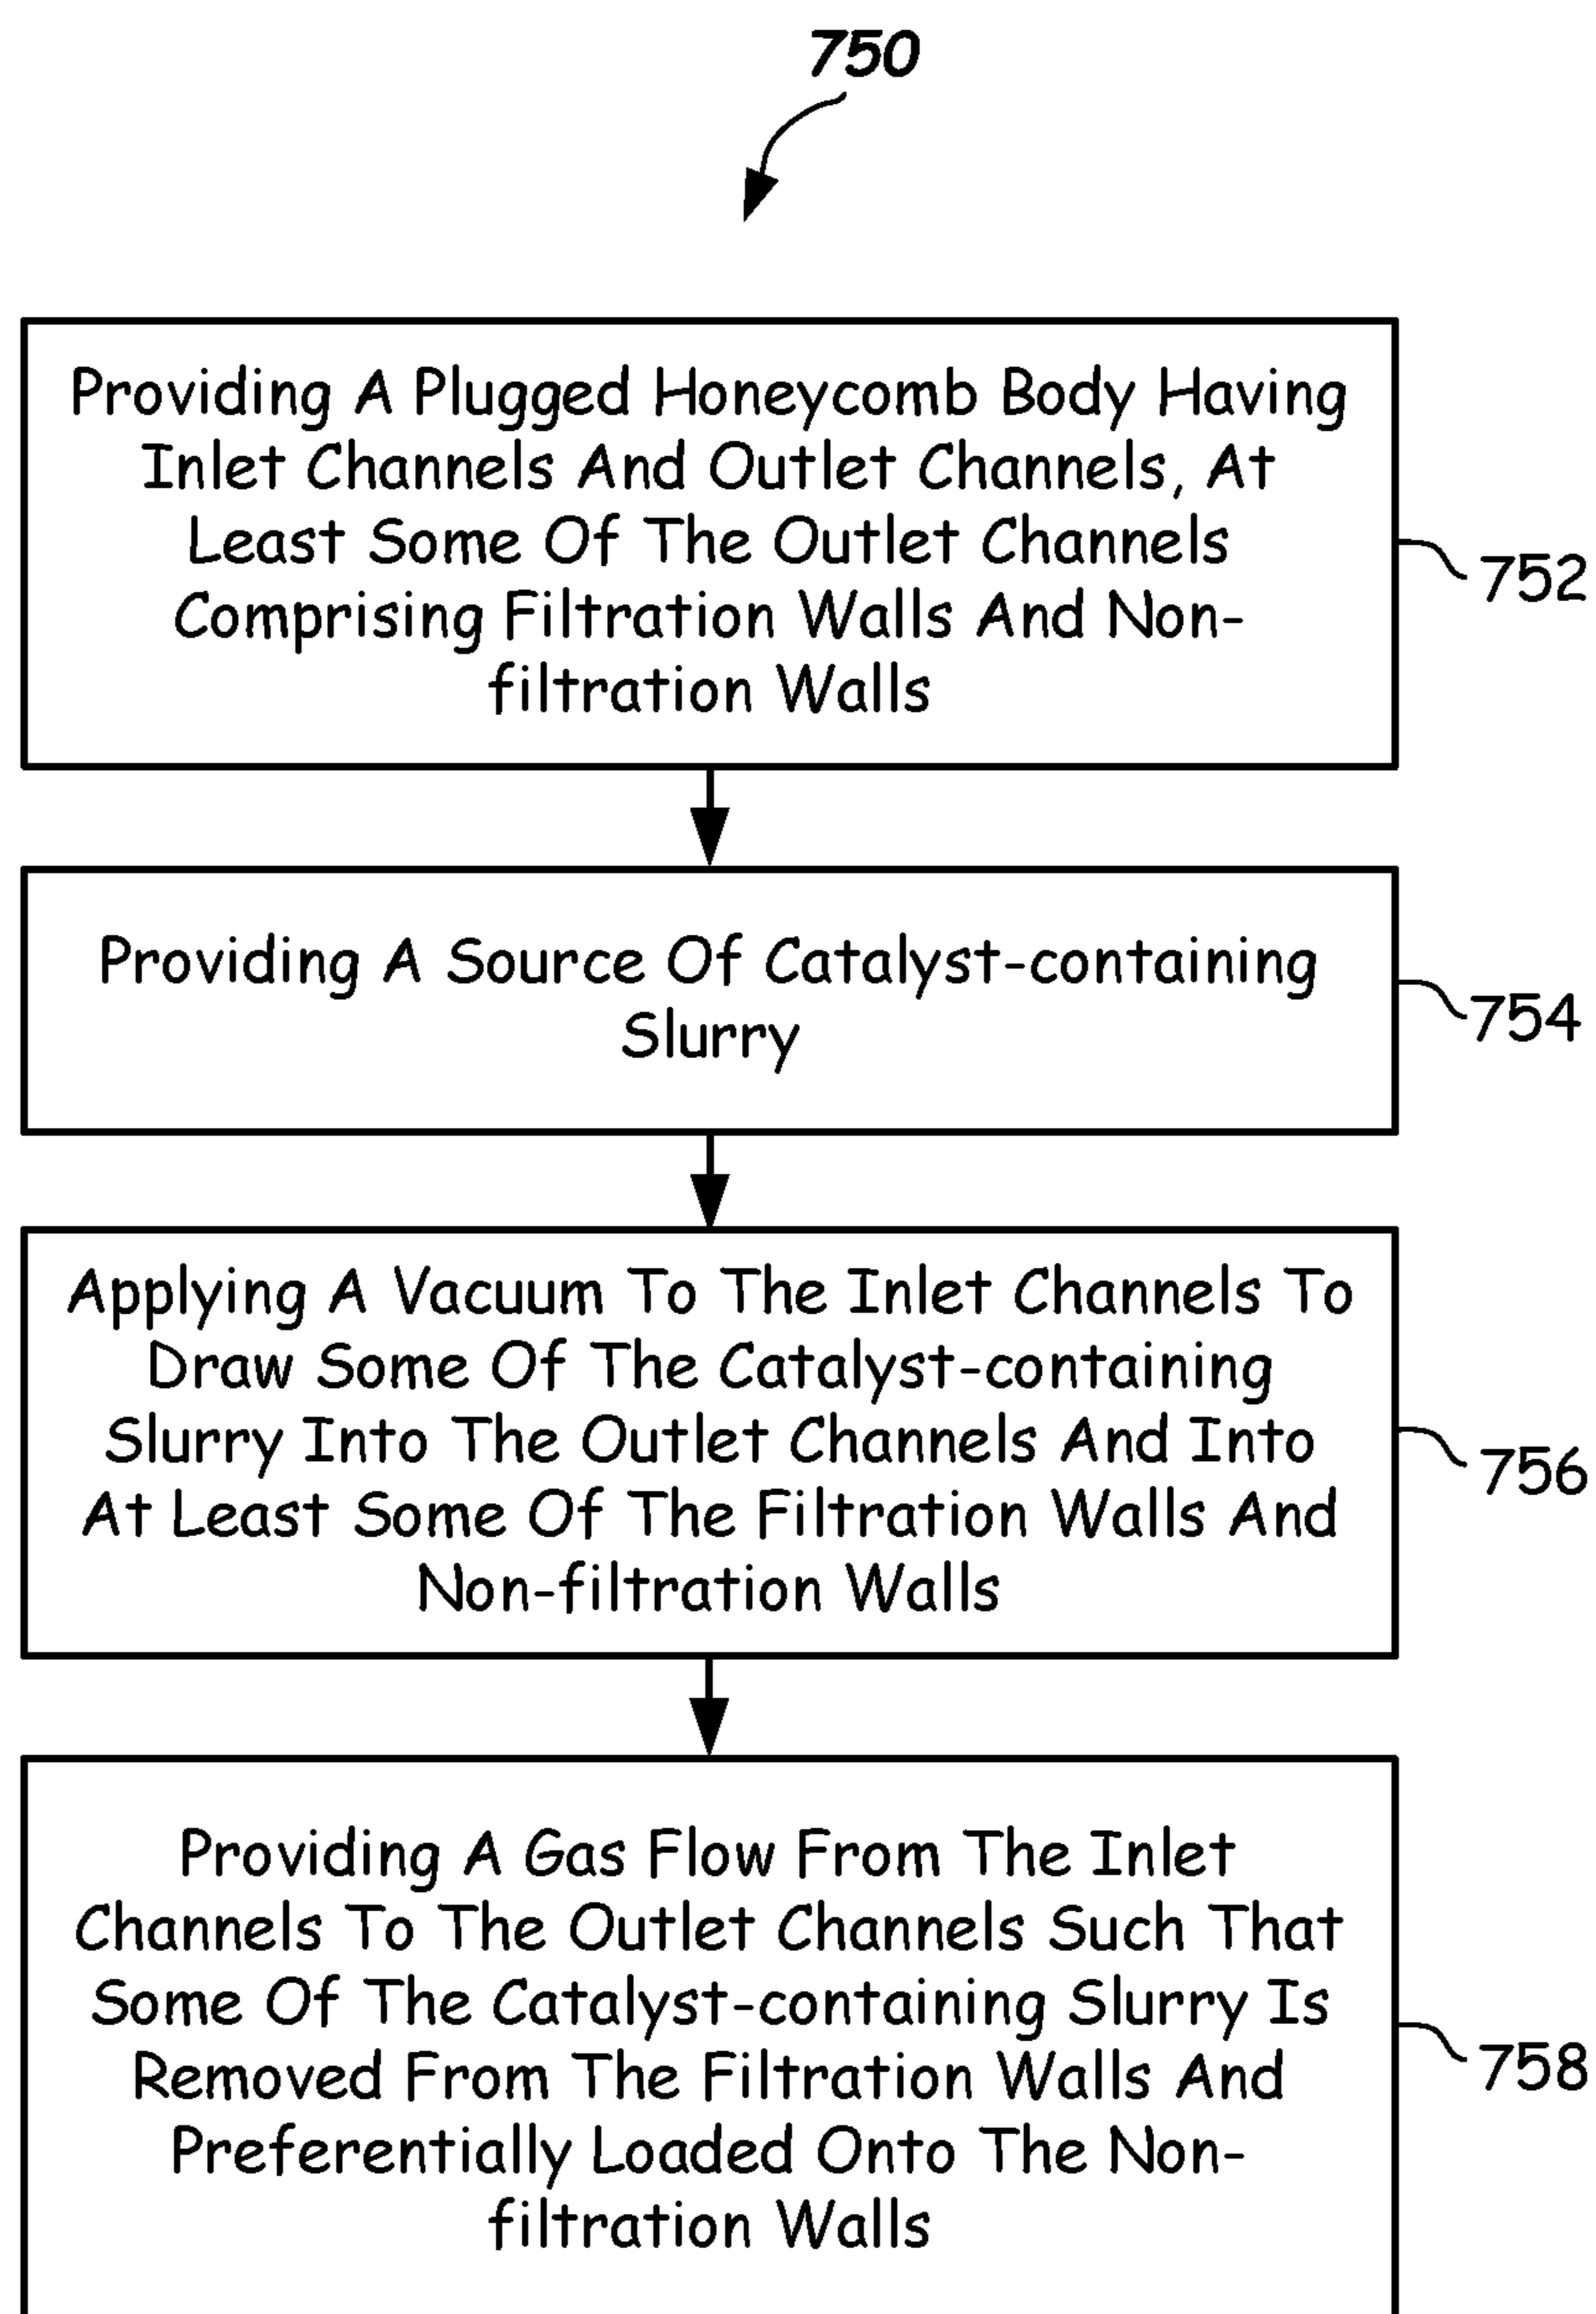 750
Providing A Plugged Honeycomb Body Having
Inlet Channels And Outlet Channels, At
Least Some Of The Outlet Channels
Comprising Filtration Walls And Non-
filtration Walls
752
Providing A Source Of Catalyst-containing
Slurry
754
Applying A Vacuum To The Inlet Channels To
Draw Some Of The Catalyst-containing
Slurry Into The Outlet Channels And Into
At Least Some Of The Filtration Walls And
Non-filtration Walls
756
Providing A Gas Flow From The Inlet
Channels To The Outlet Channels Such That
Some Of The Catalyst-containing Slurry Is
Removed From The Filtration Walls And
Preferentially Loaded Onto The Non-
filtration Walls
758